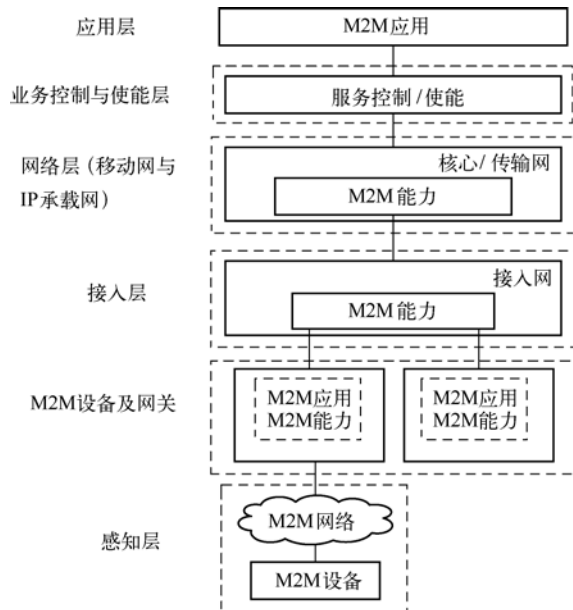 应用层
M2M应用
业务控制与使能层
服务控制/使能
网络层(移动网与
IP承载网)
核心/传输网
M2M能力
接入层
接入网
M2M能力
M2M设备及网关
M2M应用
M2M能力
M2M应用
M2M能力
感知层
M2M网络
M2M设备